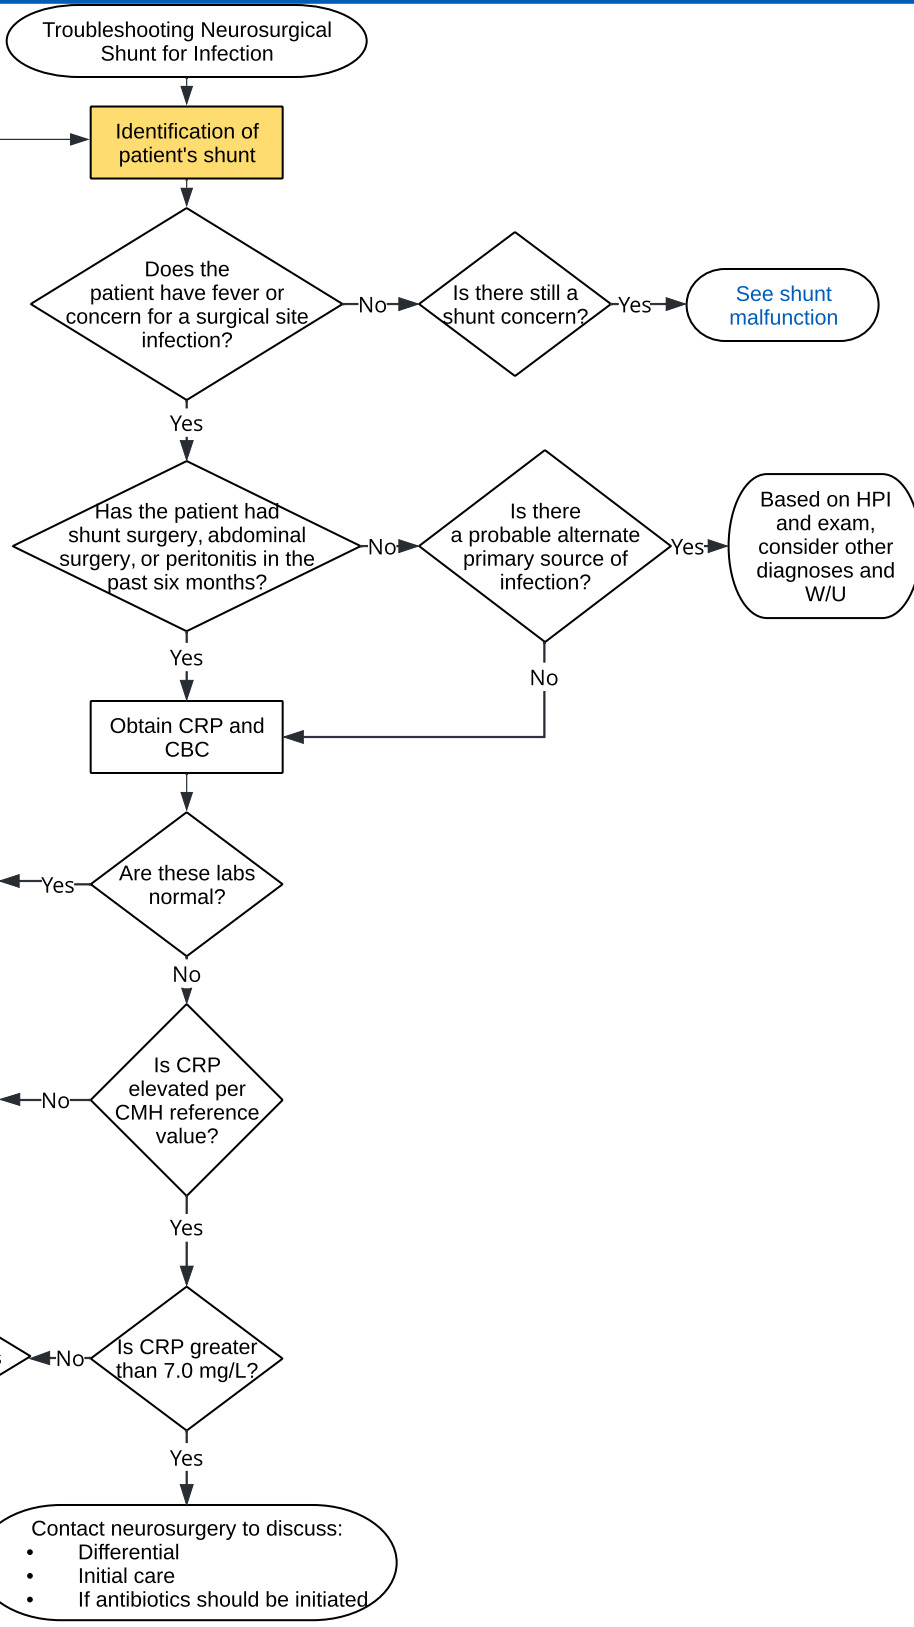 Troubleshooting Neurosurgical
Shunt for Infection
Identification of
patient's shunt
Does the
patient have fever or
concern for a surgical site
infection?
No
Is there still a
shunt concern?
Yes
See shunt
malfunction
Yes
Has the patient had
shunt surgery, abdominal
surgery, or peritonitis in the
past six months?
No
Is there
a probable alternate
primary source of
infection?
Yes
Based on HPI
and exam,
consider other
diagnoses and
W/U
Yes
No
Obtain CRP and
CBC
Are these labs
normal?
Yes
No
Is CRP
elevated per
CMH reference
value?
No
Yes
Is CRP greater
than 7.0 mg/L?
No
Yes
Contact neurosurgery to discuss:
• Differential
• Initial care
• If antibiotics should be initiated